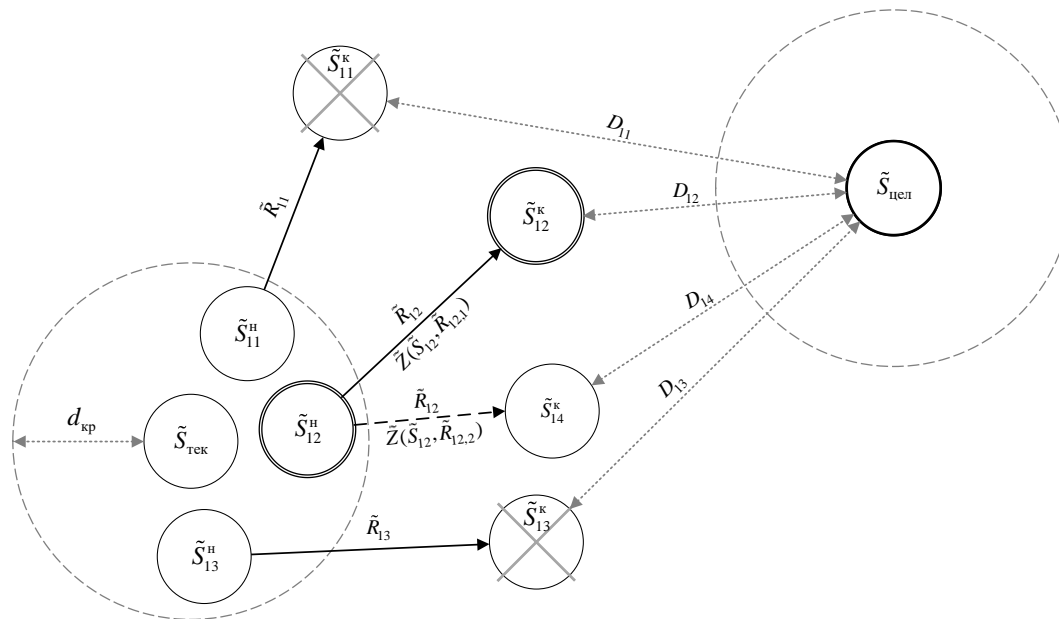 S̃₁₁ᴷ
D₁₁
S̃цел
D₁₂
R̃₁₁
S̃₁₂ᴷ
D₁₄
R̃₁₂
Z̃(S̃₁₂,R̃₁₂,₁)
S̃₁₁ᴴ
D₁₃
R̃₁₂
S̃₁₄ᴷ
dкр
S̃тек
S̃₁₂ᴴ
Z̃(S̃₁₂,R̃₁₂,₂)
S̃₁₃ᴷ
R̃₁₃
S̃₁₃ᴴ